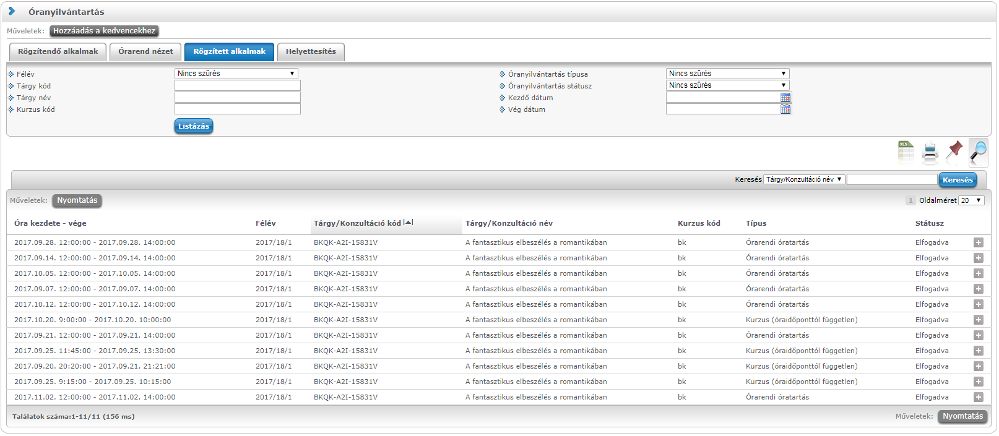 Óranyilvántartás
Műveletek: Hozzáadás a kedvencekhez
Rögzítendő alkalmak Órarend nézet Rögzített alkalmak Helyettesítés
Félév Nincs szűrés Óranyilvántartás típusa Nincs szűrés
Tárgy kód Óranyilvántartás státusz Nincs szűrés
Tárgy név Kezdő dátum
Kurzus kód Vég dátum
Listázás
XLS
Keresés Tárgy/Konzultáció név Keresés
Műveletek: Nyomtatás 1 Oldalméret 20
Óra kezdete - vége Félév Tárgy/Konzultáció kód Tárgy/Konzultáció név Kurzus kód Típus Státusz
2017.09.28. 12:00:00 - 2017.09.28. 14:00:00 2017/18/1 BKQK-A2I-15831V A fantasztikus elbeszélés a romantikában bk Órarendi óratartás Elfogadva
2017.09.14. 12:00:00 - 2017.09.14. 14:00:00 2017/18/1 BKQK-A2I-15831V A fantasztikus elbeszélés a romantikában bk Órarendi óratartás Elfogadva
2017.10.05. 12:00:00 - 2017.10.05. 14:00:00 2017/18/1 BKQK-A2I-15831V A fantasztikus elbeszélés a romantikában bk Órarendi óratartás Elfogadva
2017.09.07. 12:00:00 - 2017.09.07. 14:00:00 2017/18/1 BKQK-A2I-15831V A fantasztikus elbeszélés a romantikában bk Órarendi óratartás Elfogadva
2017.10.12. 12:00:00 - 2017.10.12. 14:00:00 2017/18/1 BKQK-A2I-15831V A fantasztikus elbeszélés a romantikában bk Órarendi óratartás Elfogadva
2017.10.20. 9:00:00 - 2017.10.20. 10:00:00 2017/18/1 BKQK-A2I-15831V A fantasztikus elbeszélés a romantikában bk Kurzus (óraidőponttól független) Elfogadva
2017.09.21. 12:00:00 - 2017.09.21. 14:00:00 2017/18/1 BKQK-A2I-15831V A fantasztikus elbeszélés a romantikában bk Órarendi óratartás Elfogadva
2017.09.25. 11:45:00 - 2017.09.25. 13:30:00 2017/18/1 BKQK-A2I-15831V A fantasztikus elbeszélés a romantikában bk Kurzus (óraidőponttól független) Elfogadva
2017.09.20. 20:20:00 - 2017.09.21. 21:21:00 2017/18/1 BKQK-A2I-15831V A fantasztikus elbeszélés a romantikában bk Kurzus (óraidőponttól független) Elfogadva
2017.09.25. 9:15:00 - 2017.09.25. 10:15:00 2017/18/1 BKQK-A2I-15831V A fantasztikus elbeszélés a romantikában bk Kurzus (óraidőponttól független) Elfogadva
2017.11.02. 12:00:00 - 2017.11.02. 14:00:00 2017/18/1 BKQK-A2I-15831V A fantasztikus elbeszélés a romantikában bk Órarendi óratartás Elfogadva
Találatok száma:1-11/11 (156 ms) Műveletek: Nyomtatás